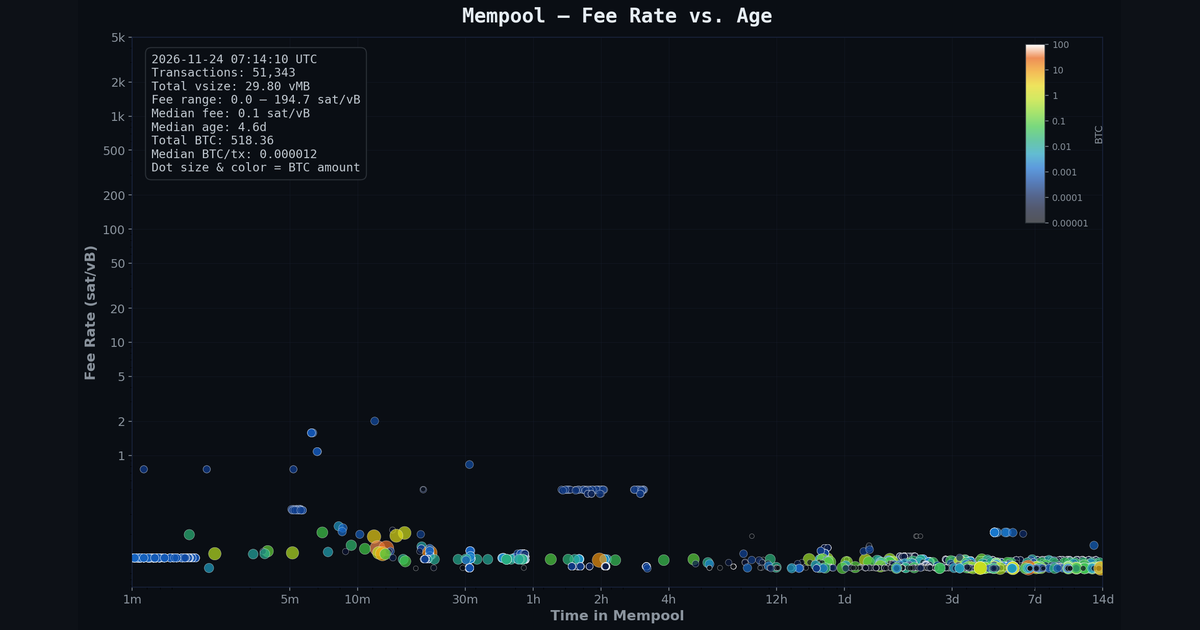 Mempool — Fee Rate vs. Age
2026-11-24 07:14:10 UTC
Transactions: 51,343
Total vsize: 29.80 vMB
Fee range: 0.0 — 194.7 sat/vB
Median fee: 0.1 sat/vB
Median age: 4.6d
Total BTC: 518.36
Median BTC/tx: 0.000012
Dot size & color = BTC amount
5k
2k
1k
500
200
100
50
20
10
5
2
1
Fee Rate (sat/vB)
100
10
1
0.1
0.01
0.001
0.0001
0.00001
BTC
1m
5m
10m
30m
1h
2h
4h
12h
1d
3d
7d
14d
Time in Mempool